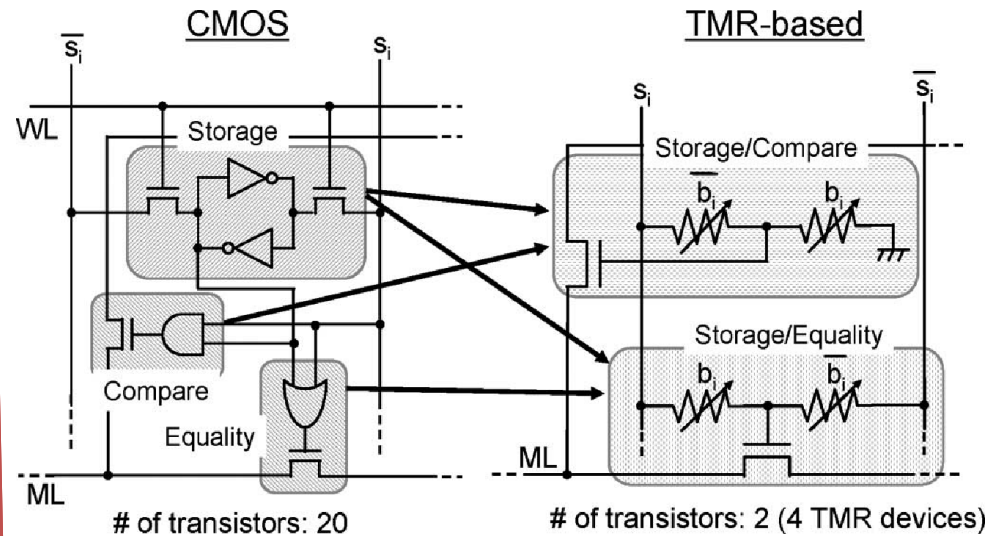 CMOS
s̅i
si
WL
Storage
Compare
Equality
ML
# of transistors: 20
TMR-based
si
s̅i
Storage/Compare
b̅i
bi
Storage/Equality
bi
b̅i
ML
# of transistors: 2 (4 TMR devices)